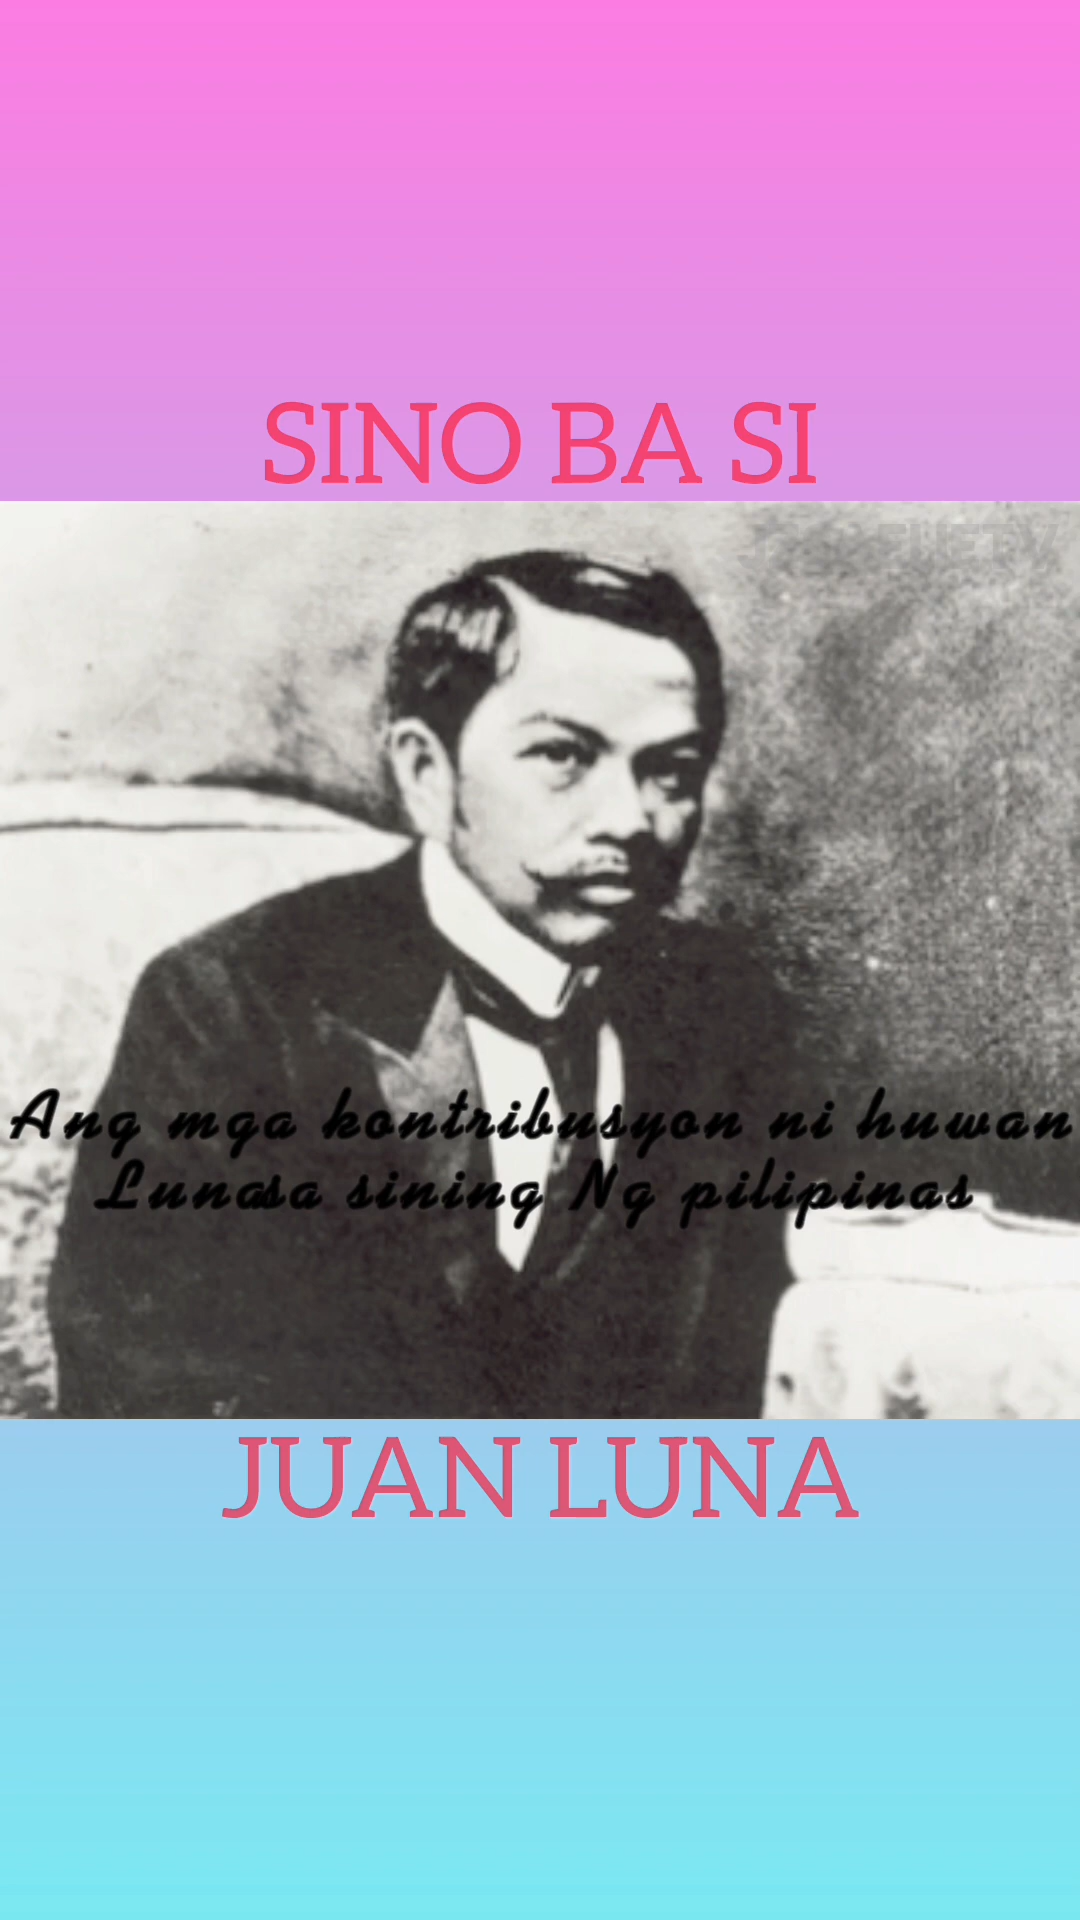 SINO BA SI
Ang mga kontribusyon ni huwan
Lunasa sining Ng pilipinas
JUAN LUNA